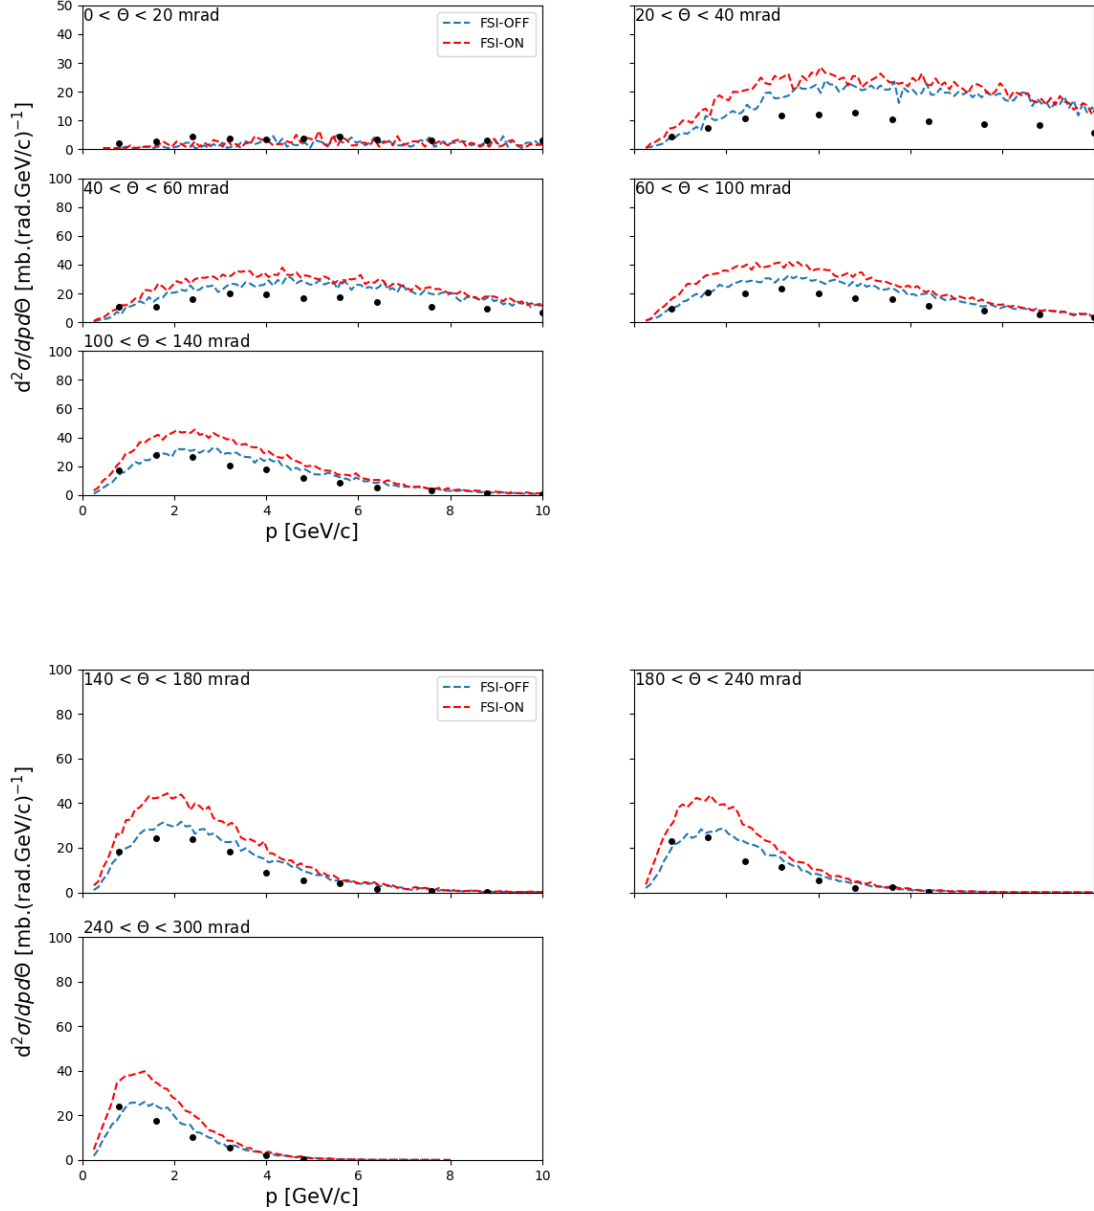 0 < Θ < 20 mrad
FSI-OFF
FSI-ON
50
40
30
20
10
0
20 < Θ < 40 mrad
d²σ/dpdΘ [mb.(rad.GeV/c)⁻¹]
40 < Θ < 60 mrad
100
80
60
40
20
0
60 < Θ < 100 mrad
100 < Θ < 140 mrad
100
80
60
40
20
0
0 2 4 6 8 10
p [GeV/c]
140 < Θ < 180 mrad
FSI-OFF
FSI-ON
100
80
60
40
20
0
180 < Θ < 240 mrad
d²σ/dpdΘ [mb.(rad.GeV/c)⁻¹]
240 < Θ < 300 mrad
100
80
60
40
20
0
0 2 4 6 8 10
p [GeV/c]